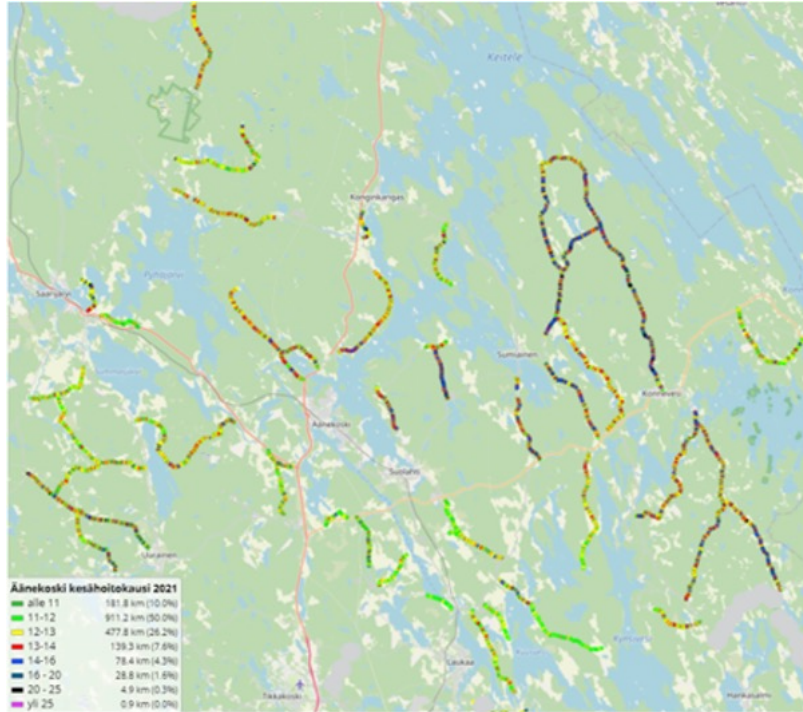 Keitele
Konginkangas
Pyhäjärvi
Saarijärvi
Summasjärvi
Sumiainen
Konnevesi
Äänekoski
Suolahti
Uurainen
Laukaa
Tikkakoski
Hankasalmi
Äänekoski kesähoitokausi 2021
alle 11 181.8 km (10.0%)
11-12 911.2 km (50.0%)
12-13 477.8 km (26.2%)
13-14 139.3 km (7.6%)
14-16 78.4 km (4.3%)
16 - 20 28.8 km (1.6%)
20 - 25 4.9 km (0.3%)
yli 25 0.9 km (0.0%)